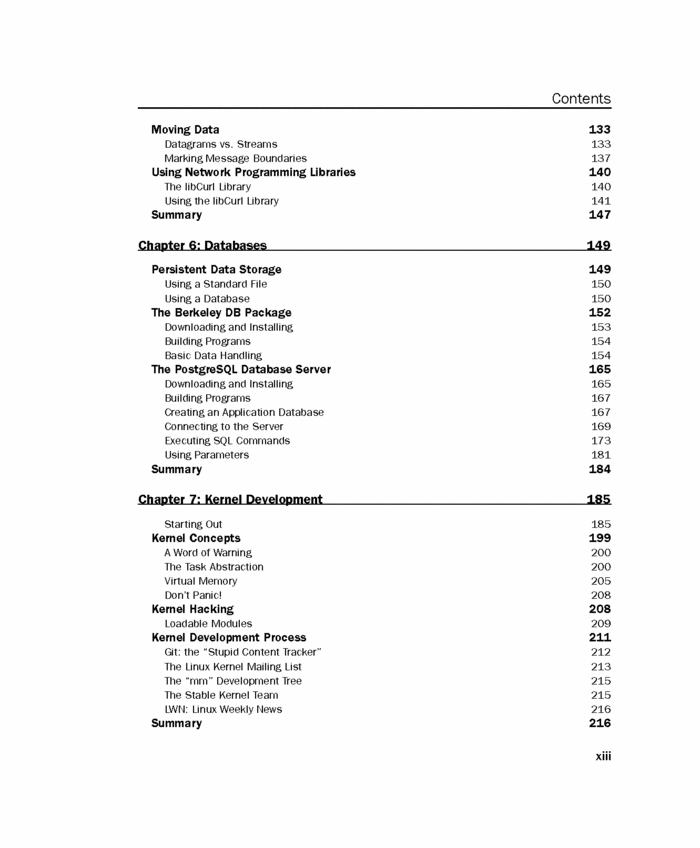 Contents
Moving Data 133
Datagrams vs. Streams 133
Marking Message Boundaries 137
Using Network Programming Libraries 140
The libCurl Library 140
Using the libCurl Library 141
Summary 147
Chapter 6: Databases 149
Persistent Data Storage 149
Using a Standard File 150
Using a Database 150
The Berkeley DB Package 152
Downloading and Installing 153
Building Programs 154
Basic Data Handling 154
The PostgreSQL Database Server 165
Downloading and Installing 165
Building Programs 167
Creating an Application Database 167
Connecting to the Server 169
Executing SQL Commands 173
Using Parameters 181
Summary 184
Chapter 7: Kernel Development 185
Starting Out 185
Kernel Concepts 199
A Word of Warning 200
The Task Abstraction 200
Virtual Memory 205
Don't Panic! 208
Kernel Hacking 208
Loadable Modules 209
Kernel Development Process 211
Git: the “Stupid Content Tracker” 212
The Linux Kernel Mailing List 213
The “mm” Development Tree 215
The Stable Kernel Team 215
LWN: Linux Weekly News 216
Summary 216
xiii